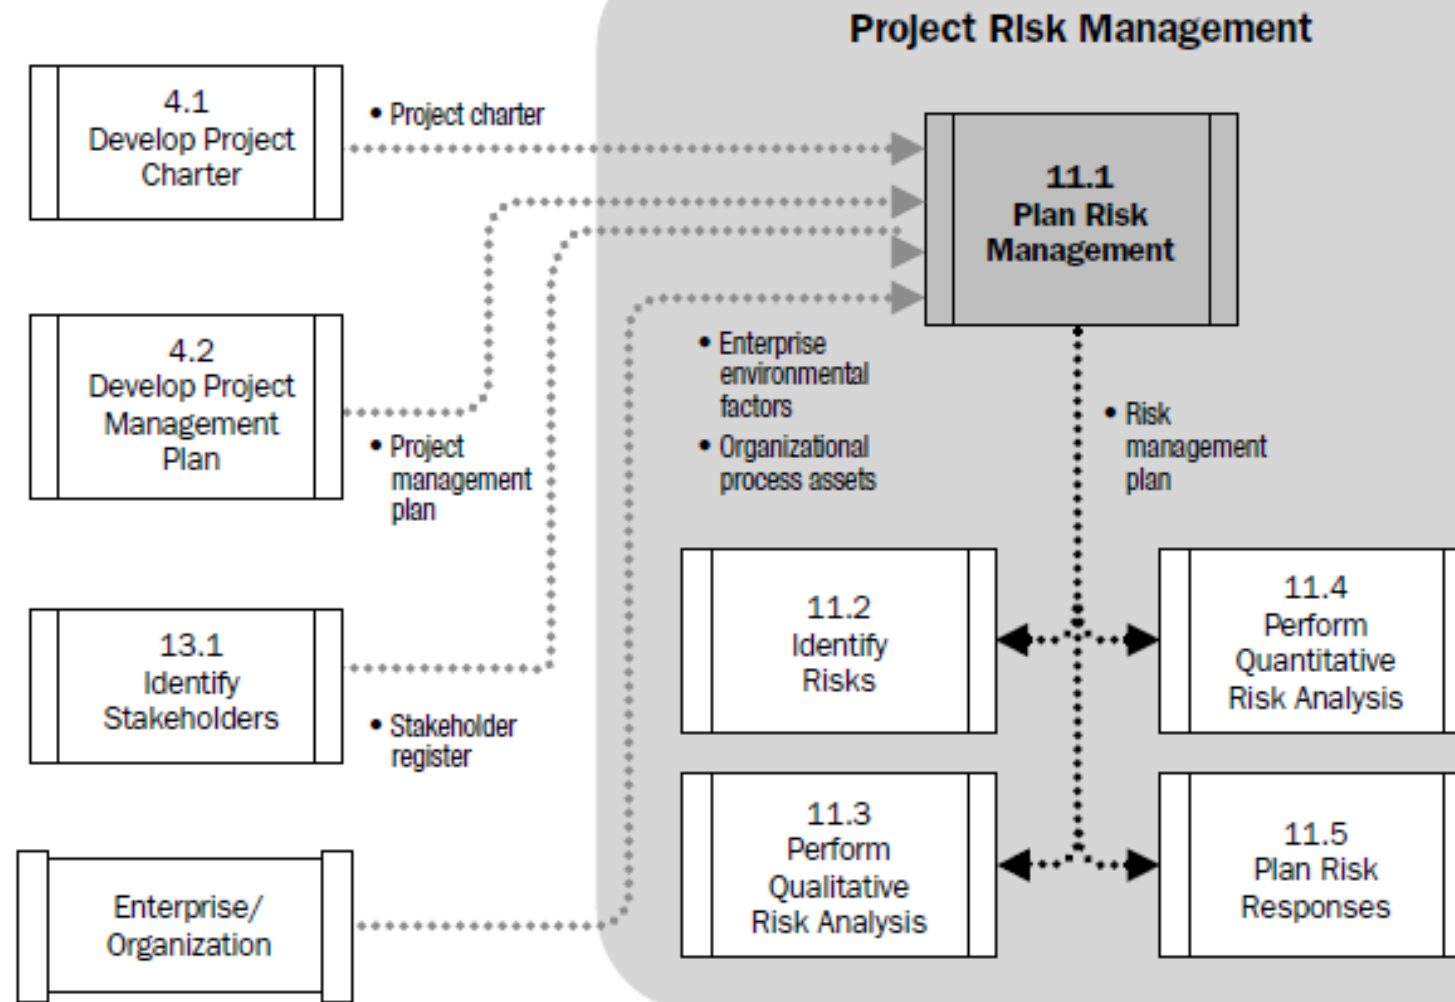 Project Risk Management
4.1
Develop Project
Charter
• Project charter
11.1
Plan Risk
Management
4.2
Develop Project
Management
Plan
• Project
management
plan
• Enterprise
environmental
factors
• Organizational
process assets
• Risk
management
plan
13.1
Identify
Stakeholders
• Stakeholder
register
11.2
Identify
Risks
11.4
Perform
Quantitative
Risk Analysis
11.3
Perform
Qualitative
Risk Analysis
11.5
Plan Risk
Responses
Enterprise/
Organization